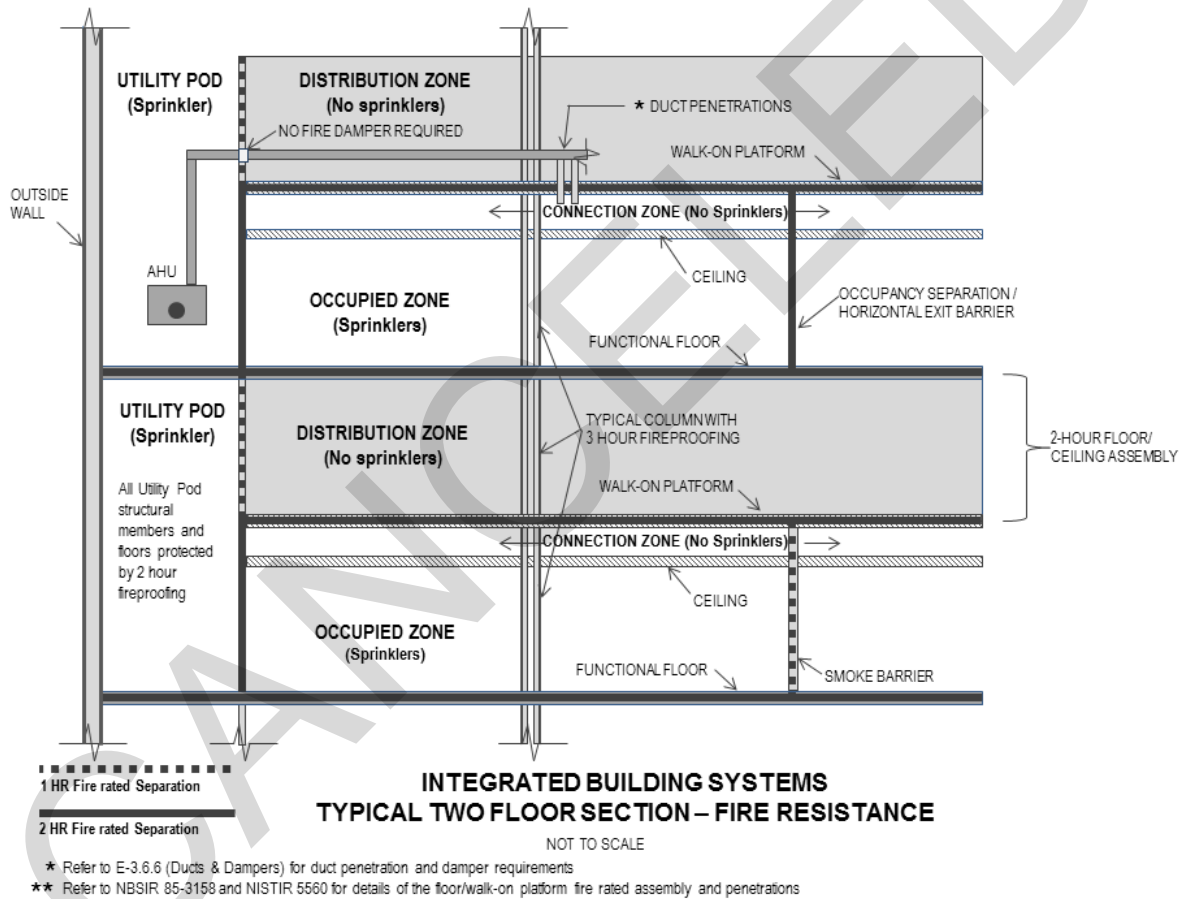 UTILITY POD
(Sprinkler)
DISTRIBUTION ZONE
(No sprinklers)
* DUCT PENETRATIONS
NO FIRE DAMPER REQUIRED
WALK-ON PLATFORM
OUTSIDE
WALL
CONNECTION ZONE (No Sprinklers)
AHU
CEILING
OCCUPIED ZONE
(Sprinklers)
OCCUPANCY SEPARATION /
HORIZONTAL EXIT BARRIER
FUNCTIONAL FLOOR
UTILITY POD
(Sprinkler)
DISTRIBUTION ZONE
(No sprinklers)
TYPICAL COLUMN WITH
3 HOUR FIREPROOFING
2-HOUR FLOOR/
CEILING ASSEMBLY
All Utility Pod
structural
members and
floors protected
by 2 hour
fireproofing
WALK-ON PLATFORM
CONNECTION ZONE (No Sprinklers)
CEILING
OCCUPIED ZONE
(Sprinklers)
FUNCTIONAL FLOOR
SMOKE BARRIER
1 HR Fire rated Separation
2 HR Fire rated Separation
INTEGRATED BUILDING SYSTEMS
TYPICAL TWO FLOOR SECTION – FIRE RESISTANCE
NOT TO SCALE
* Refer to E-3.6.6 (Ducts & Dampers) for duct penetration and damper requirements
** Refer to NBSIR 85-3158 and NISTIR 5560 for details of the floor/walk-on platform fire rated assembly and penetrations
CANCELED